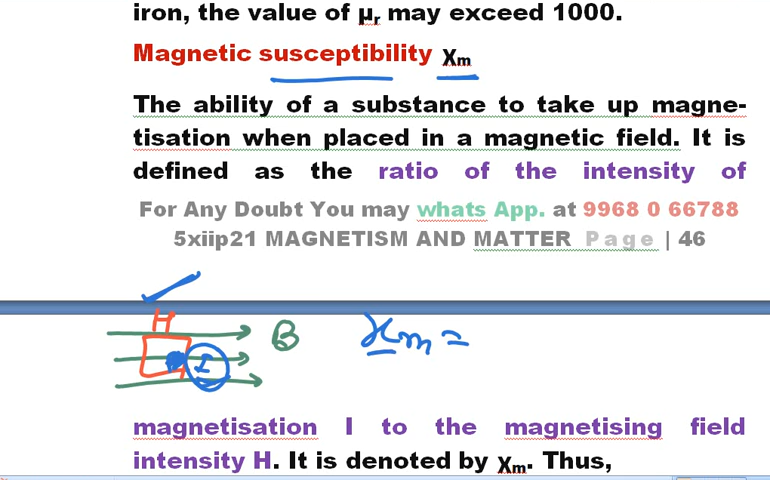 iron, the value of μr may exceed 1000.
Magnetic susceptibility χm
The ability of a substance to take up magne-
tisation when placed in a magnetic field. It is
defined as the ratio of the intensity of
For Any Doubt You may whats App. at 9968 0 66788
5xiip21 MAGNETISM AND MATTER Page | 46
H
B
χm =
I
magnetisation I to the magnetising field
intensity H. It is denoted by χm. Thus,